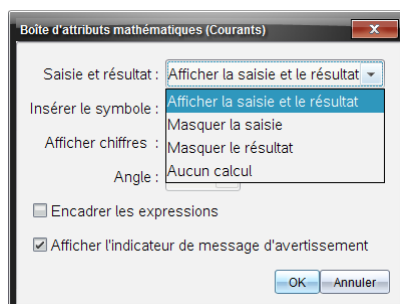 Boîte d'attributs mathématiques (Courants)
Saisie et résultat : Afficher la saisie et le résultat
Insérer le symbole : Afficher la saisie et le résultat
Masquer la saisie
Afficher chiffres : Masquer le résultat
Aucun calcul
Angle :
Encadrer les expressions
Afficher l'indicateur de message d'avertissement
OK Annuler